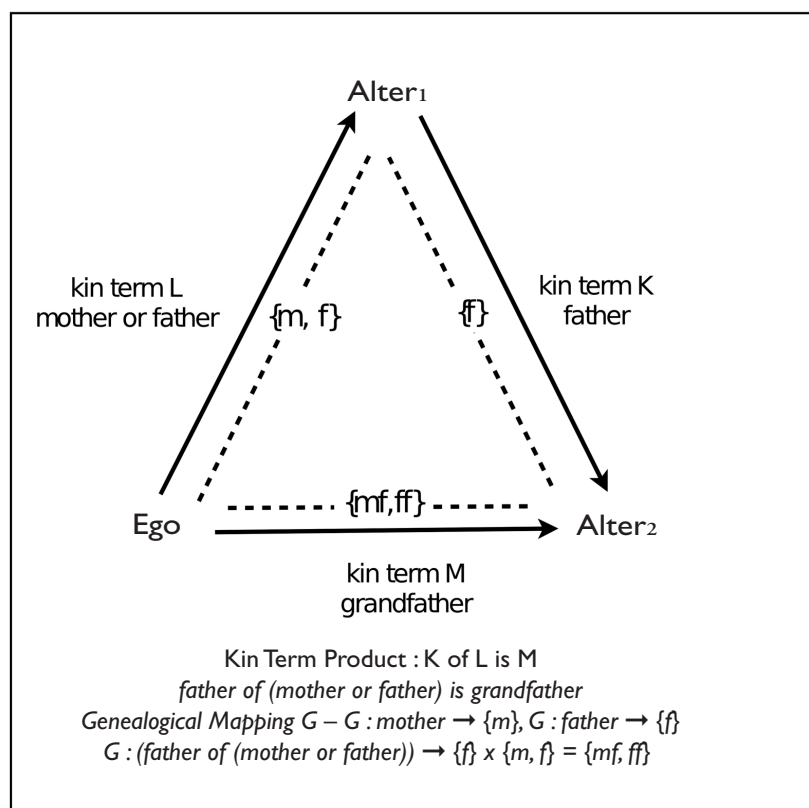 Alter1
kin term L
mother or father
{m, f}
{f}
kin term K
father
Ego
{mf,ff}
Alter2
kin term M
grandfather
Kin Term Product : K of L is M
father of (mother or father) is grandfather
Genealogical Mapping G – G : mother → {m}, G : father → {f}
G : (father of (mother or father)) → {f} x {m, f} = {mf, ff}